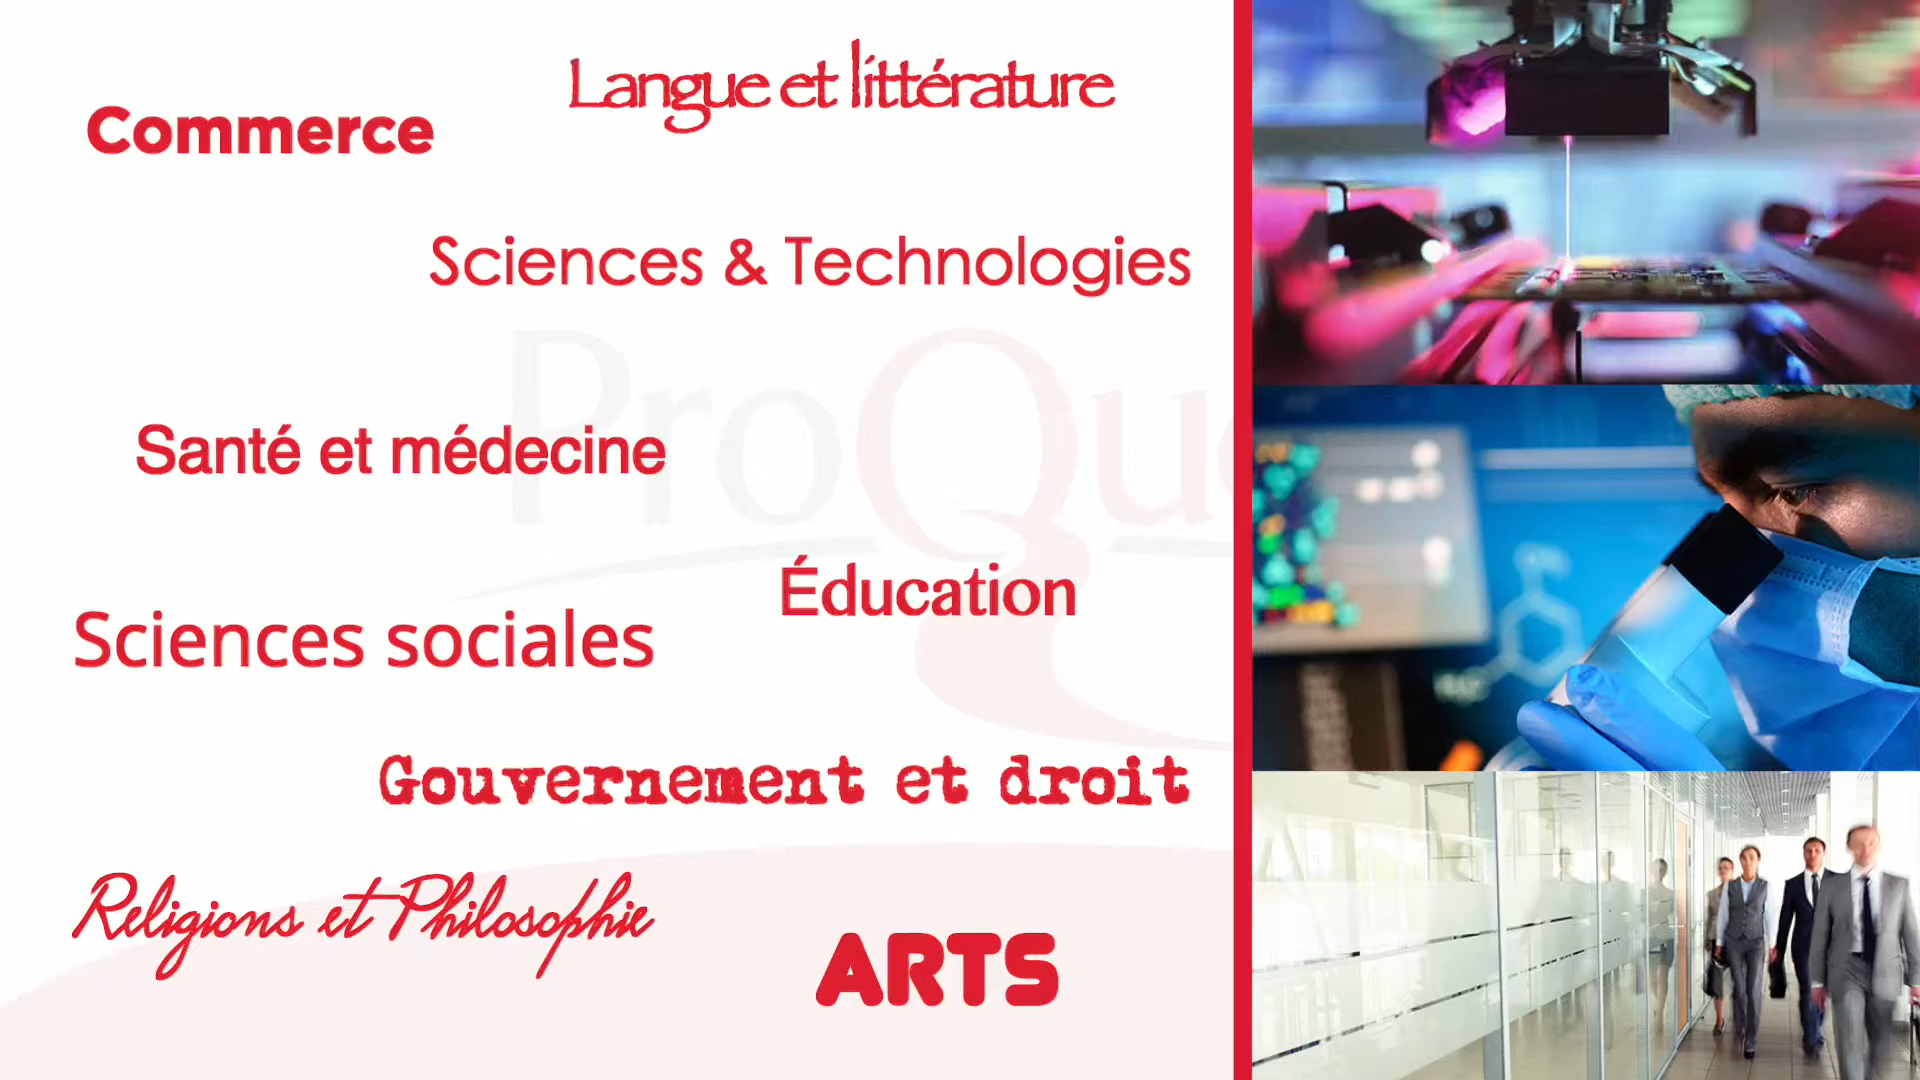 Langue et littérature
Commerce
Sciences & Technologies
ProQue
Santé et médecine
Éducation
Sciences sociales
Gouvernement et droit
Religions et Philosophie
ARTS